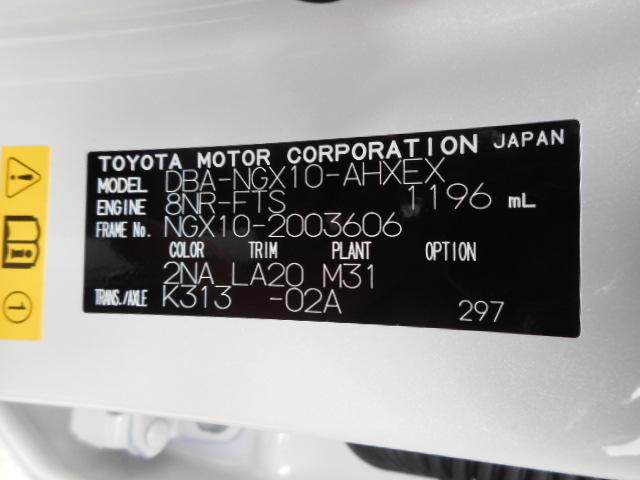 TOYOTA MOTOR CORPORATION JAPAN
MODEL DBA-NGX10-AHXEX
ENGINE 8NR-FTS 1196 mL
FRAME No. NGX10-2003606
COLOR TRIM PLANT OPTION
2NA LA20 M31
TRANS./AXLE K313 -02A 297
1